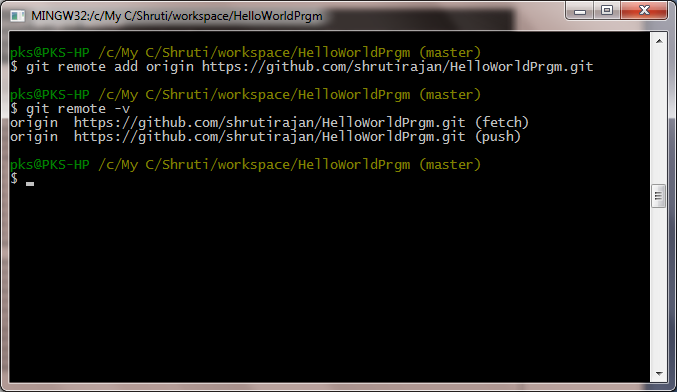 MINGW32:/c/My C/Shruti/workspace/HelloWorldPrgm
pks@PKS-HP /c/My C/Shruti/workspace/HelloWorldPrgm (master)
$ git remote add origin https://github.com/shrutirajan/HelloWorldPrgm.git
pks@PKS-HP /c/My C/Shruti/workspace/HelloWorldPrgm (master)
$ git remote -v
origin  https://github.com/shrutirajan/HelloWorldPrgm.git (fetch)
origin  https://github.com/shrutirajan/HelloWorldPrgm.git (push)
pks@PKS-HP /c/My C/Shruti/workspace/HelloWorldPrgm (master)
$